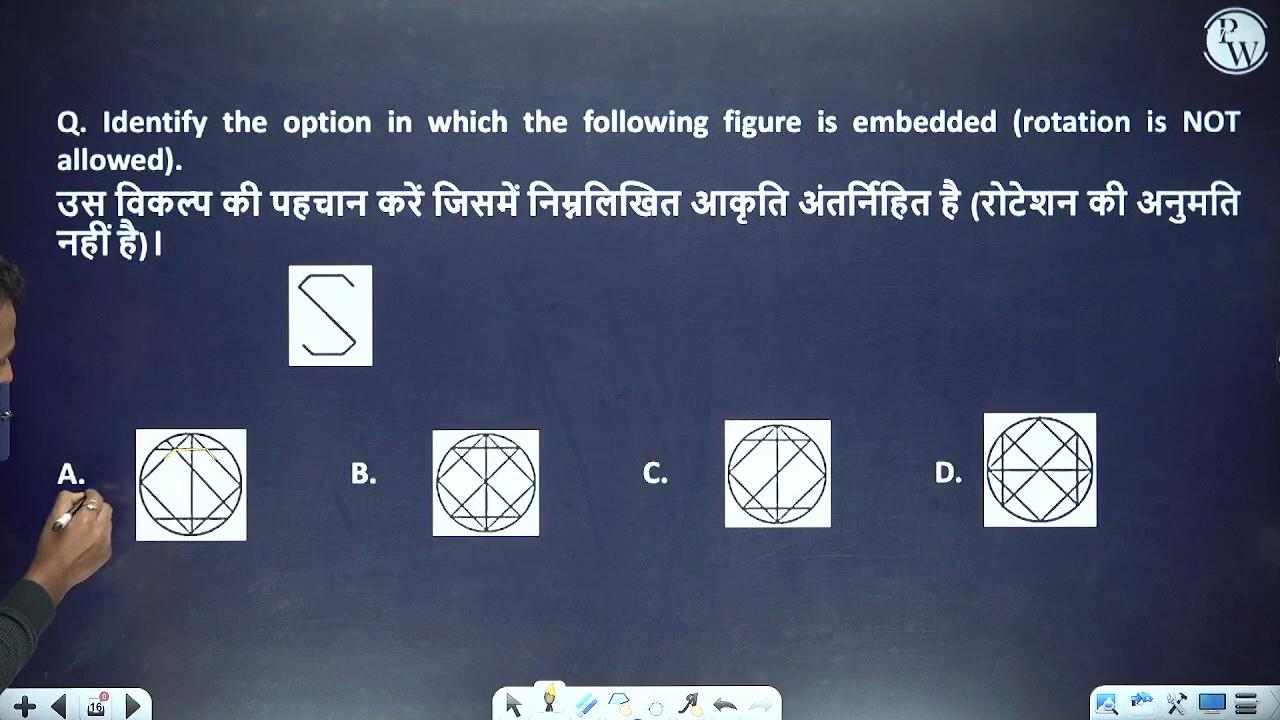 PW
Q. Identify the option in which the following figure is embedded (rotation is NOT
allowed).
उस विकल्प की पहचान करें जिसमें निम्नलिखित आकृति अंतर्निहित है (रोटेशन की अनुमति
नहीं है)।
A.
B.
C.
D.
16